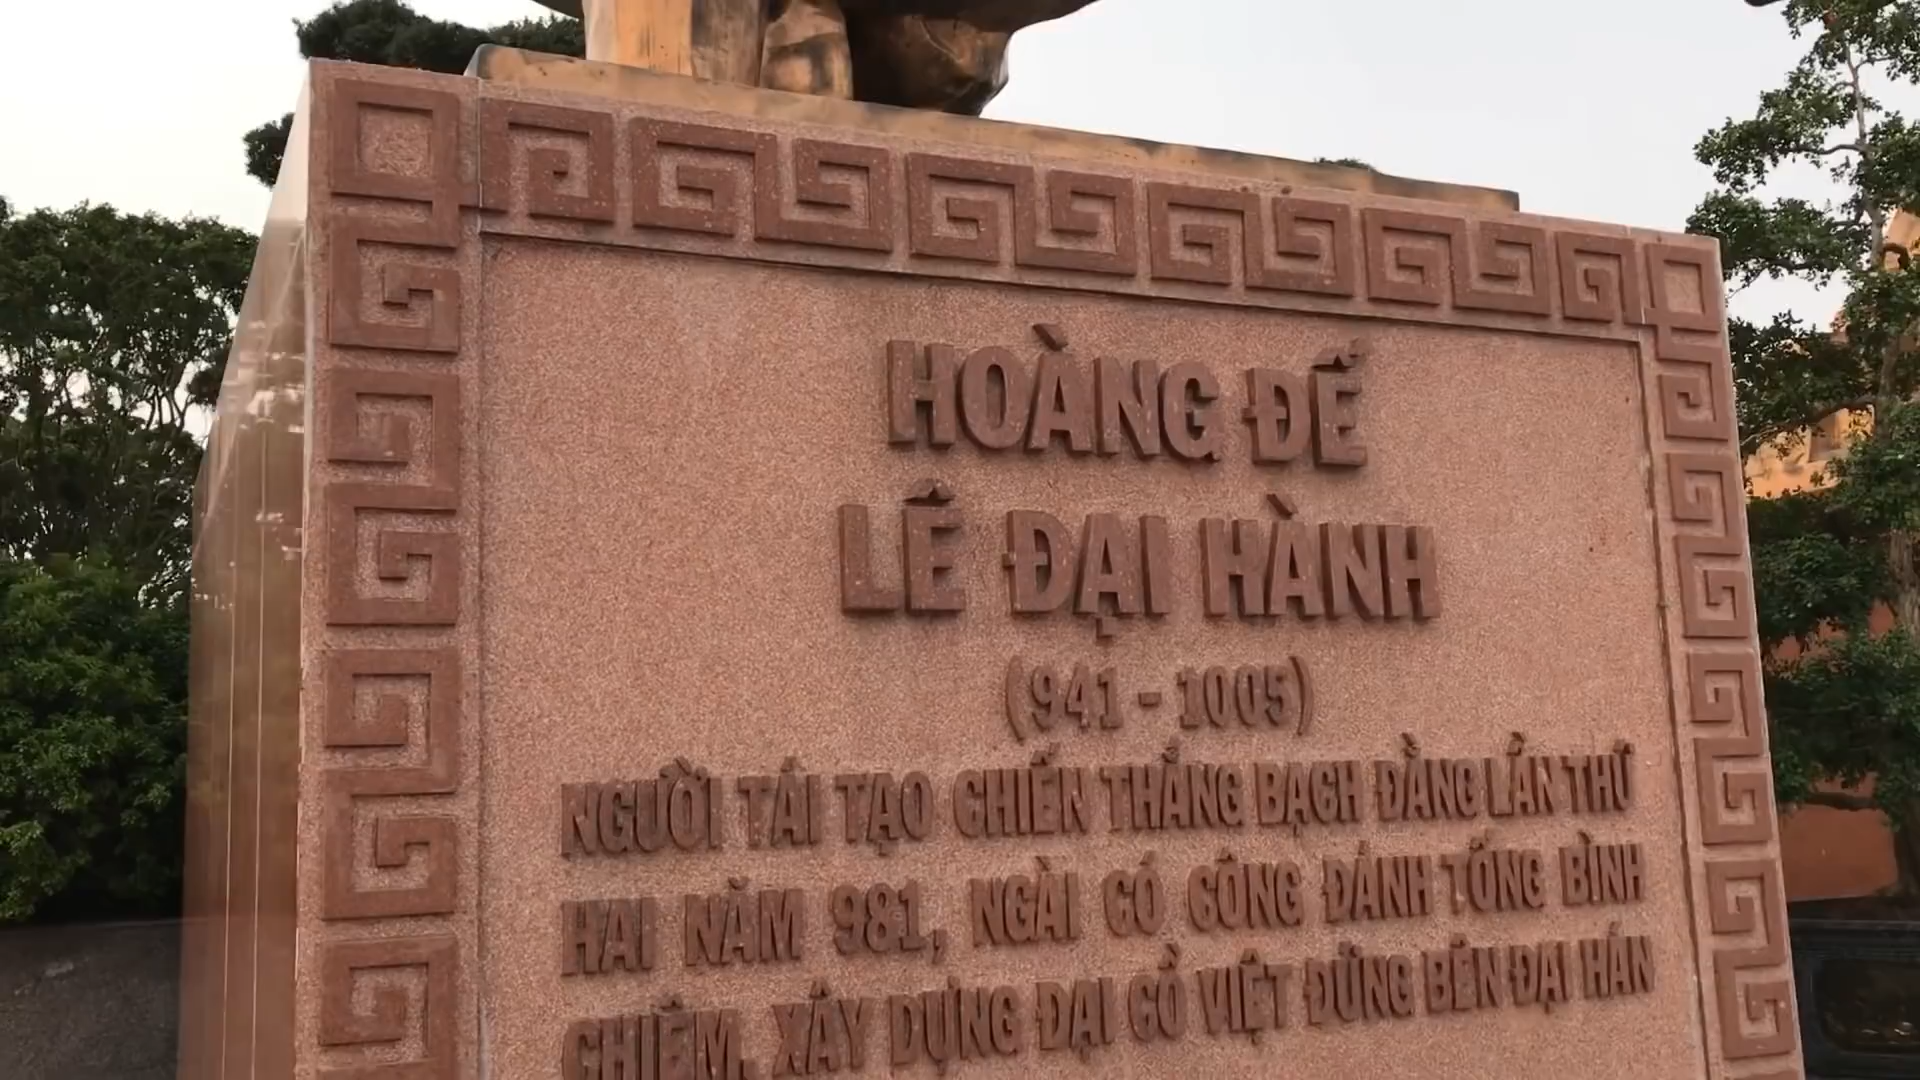 HOÀNG ĐẾ
LÊ ĐẠI HÀNH
(941 - 1005)
NGƯỜI TÁI TẠO CHIẾN THẮNG BẠCH ĐẰNG LẦN THỨ
HAI NĂM 981, NGÀI CÓ CÔNG ĐÁNH TỐNG BÌNH
CHIÊM, XÂY DỰNG ĐẠI CỒ VIỆT ĐÚNG BÊN ĐẠI HÁN